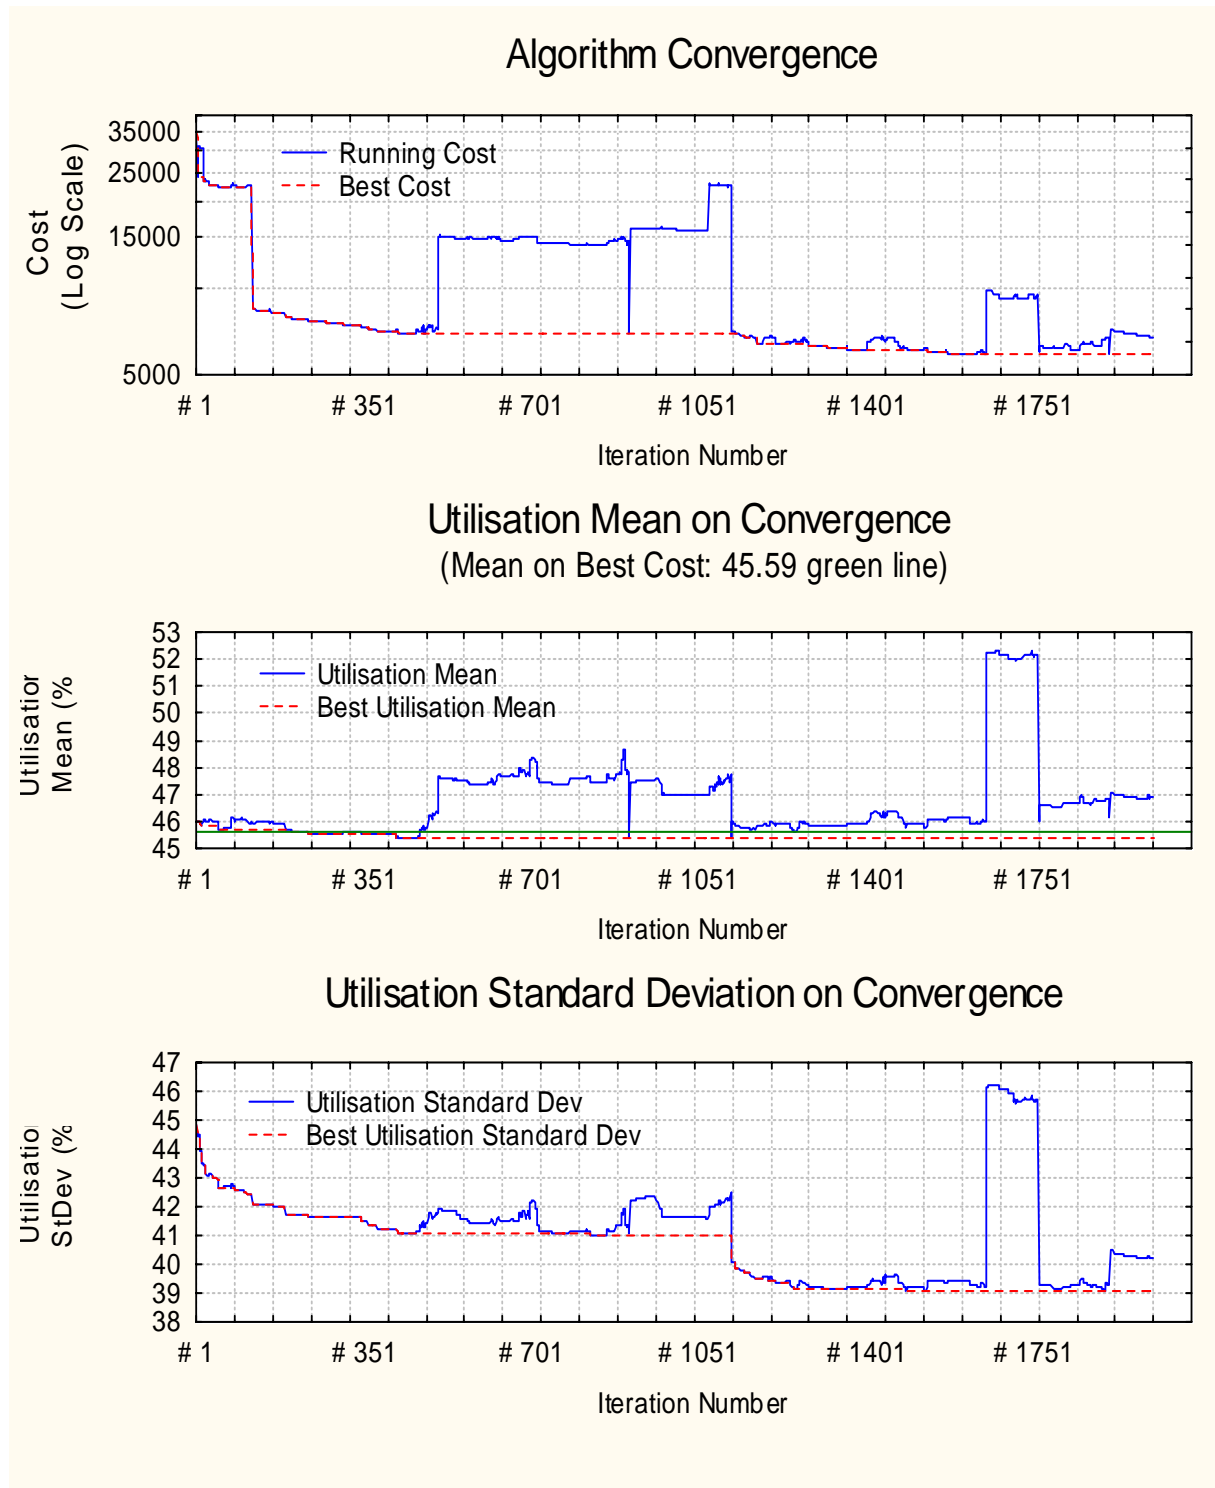 Algorithm Convergence
Cost
(Log Scale)
35000
25000
15000
5000
Running Cost
Best Cost
# 1 # 351 # 701 # 1051 # 1401 # 1751
Iteration Number
Utilisation Mean on Convergence
(Mean on Best Cost: 45.59 green line)
Mean (%
53
52
51
50
49
48
47
46
45
Utilisation Mean
Best Utilisation Mean
# 1 # 351 # 701 # 1051 # 1401 # 1751
Iteration Number
Utilisation Standard Deviation on Convergence
StDev (%
47
46
45
44
43
42
41
40
39
38
Utilisation Standard Dev
Best Utilisation Standard Dev
# 1 # 351 # 701 # 1051 # 1401 # 1751
Iteration Number